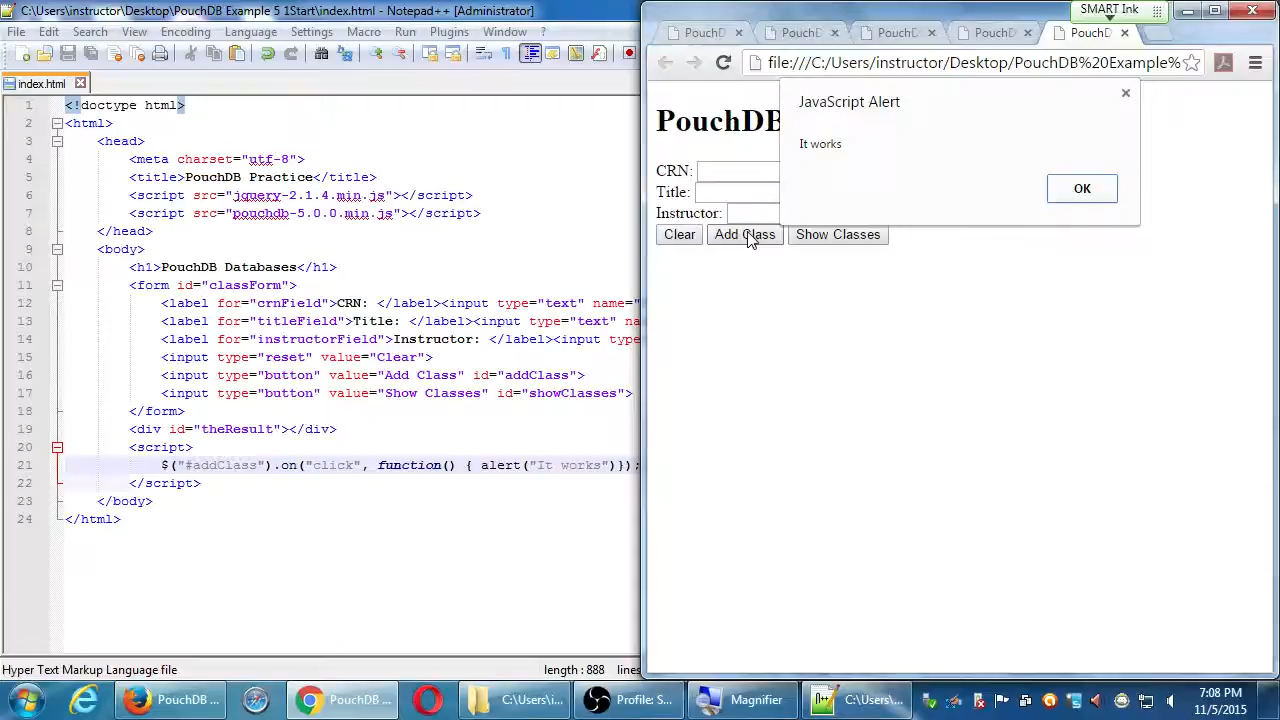 C:\Users\instructor\Desktop\PouchDB Example 5 1Start\index.html - Notepad++ [Administrator]
File Edit Search View Encoding Language Settings Macro Run Plugins Window ?
index.html
1 <!doctype html>
2 <html>
3 <head>
4 <meta charset="utf-8">
5 <title>PouchDB Practice</title>
6 <script src="jquery-2.1.4.min.js"></script>
7 <script src="pouchdb-5.0.0.min.js"></script>
8 </head>
9 <body>
10 <h1>PouchDB Databases</h1>
11 <form id="classForm">
12 <label for="crnField">CRN: </label><input type="text" name="
13 <label for="titleField">Title: </label><input type="text" na
14 <label for="instructorField">Instructor: </label><input type
15 <input type="reset" value="Clear">
16 <input type="button" value="Add Class" id="addClass">
17 <input type="button" value="Show Classes" id="showClasses">
18 </form>
19 <div id="theResult"></div>
20 <script>
21 $("#addClass").on("click", function() { alert("It works")});
22 </script>
23 </body>
24 </html>
Hyper Text Markup Language file length : 888 lines
SMART Ink
PouchD PouchD PouchD PouchD PouchD
file:///C:/Users/instructor/Desktop/PouchDB%20Example%
JavaScript Alert
It works
OK
PouchDB
CRN:
Title:
Instructor:
Clear Add Class Show Classes
PouchDB ... PouchDB ... C:\Users\i... Profile: S... Magnifier C:\Users/...
7:08 PM
11/5/2015